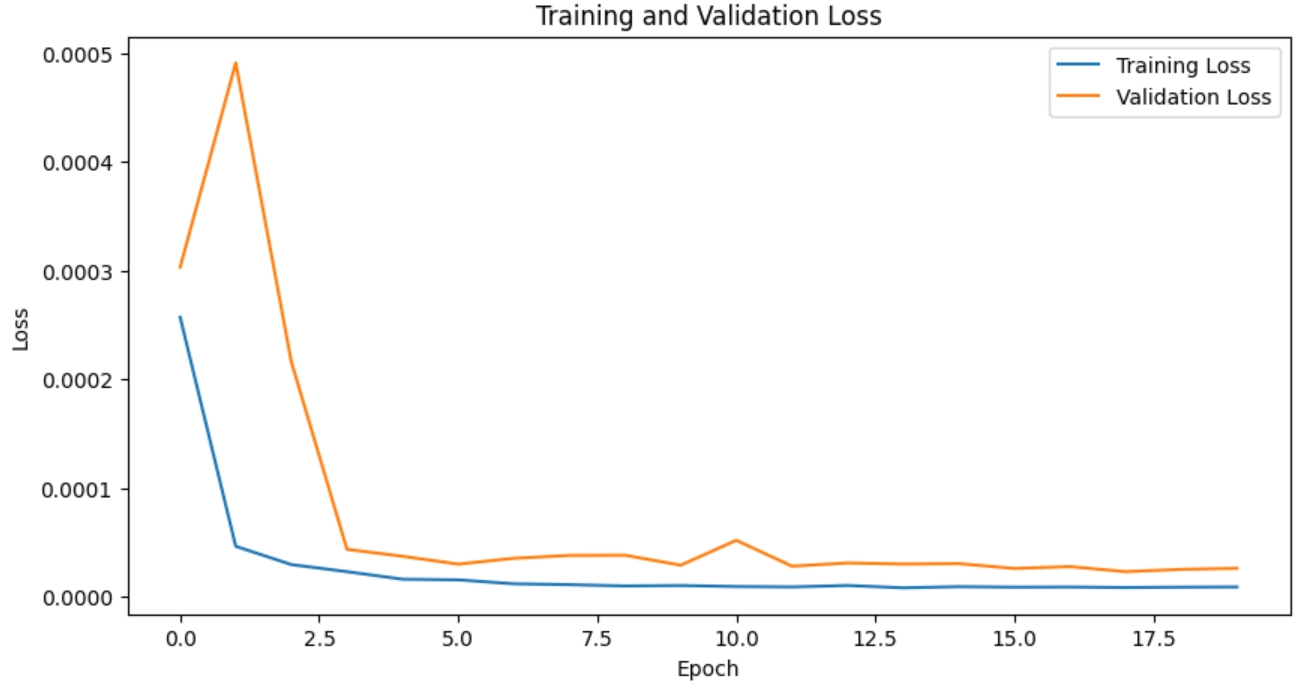 Training and Validation Loss
Training Loss
Validation Loss
0.0005
0.0004
0.0003
0.0002
0.0001
0.0000
Loss
0.0 2.5 5.0 7.5 10.0 12.5 15.0 17.5
Epoch